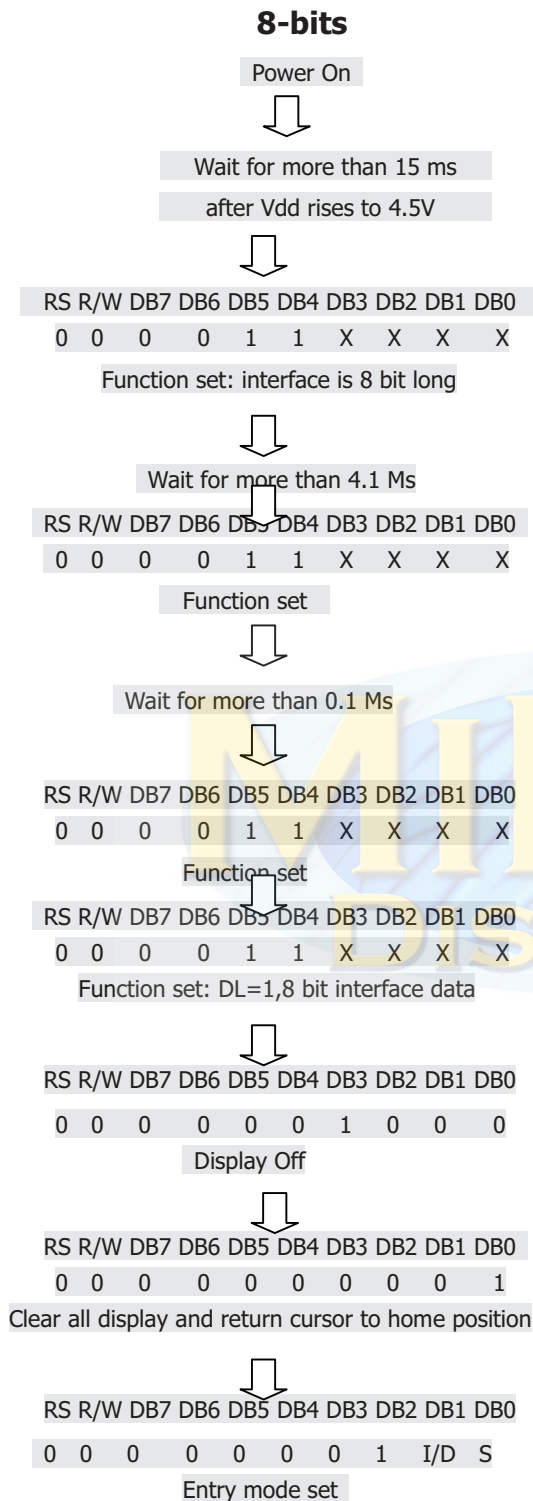 8-bits
Power On
Wait for more than 15 ms
after Vdd rises to 4.5V
RS R/W DB7 DB6 DB5 DB4 DB3 DB2 DB1 DB0
0 0 0 0 1 1 X X X X
Function set: interface is 8 bit long
Wait for more than 4.1 Ms
RS R/W DB7 DB6 DB5 DB4 DB3 DB2 DB1 DB0
0 0 0 0 1 1 X X X X
Function set
Wait for more than 0.1 Ms
RS R/W DB7 DB6 DB5 DB4 DB3 DB2 DB1 DB0
0 0 0 0 1 1 X X X X
Function set
RS R/W DB7 DB6 DB5 DB4 DB3 DB2 DB1 DB0
0 0 0 0 1 1 X X X X
Function set: DL=1,8 bit interface data
RS R/W DB7 DB6 DB5 DB4 DB3 DB2 DB1 DB0
0 0 0 0 0 0 1 0 0 0
Display Off
RS R/W DB7 DB6 DB5 DB4 DB3 DB2 DB1 DB0
0 0 0 0 0 0 0 0 0 1
Clear all display and return cursor to home position
RS R/W DB7 DB6 DB5 DB4 DB3 DB2 DB1 DB0
0 0 0 0 0 0 0 1 I/D S
Entry mode set